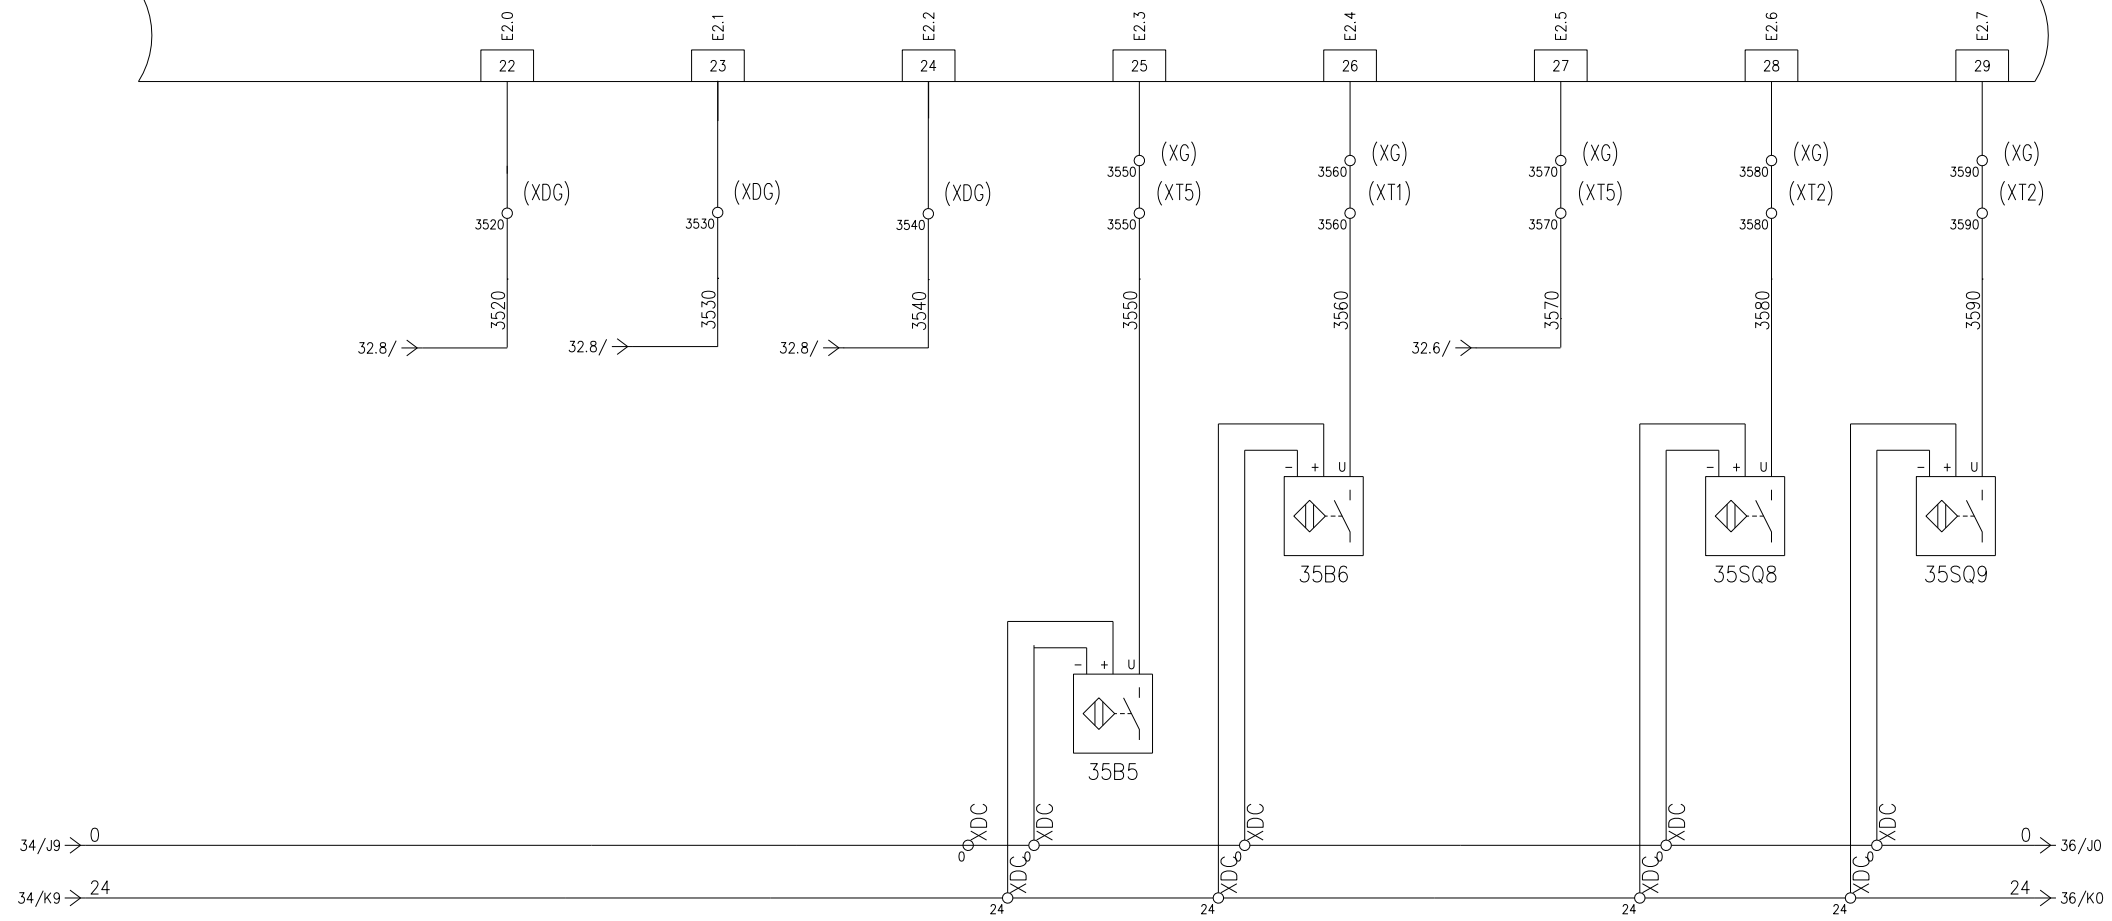 E2.0 E2.1 E2.2 E2.3 E2.4 E2.5 E2.6 E2.7
22 23 24 25 26 27 28 29
(XG) (XG) (XG) (XG) (XG)
3550 3560 3570 3580 3590
(XDG) (XDG) (XDG) (XT5) (XT1) (XT5) (XT2) (XT2)
3520 3530 3540 3550 3560 3570 3580 3590
3520 3530 3540 3550 3560 3570 3580 3590
32.8/ 32.8/ 32.8/ 32.6/
- + U - + U - + U
35B6 35SQ8 35SQ9
- + U
35B5
XDC XDC XDC XDC XDC
34/J9 0 0 36/J0
0 0 0 0 0
XDC XDC XDC XDC
34/K9 24 24 36/K0
24 24 24 24